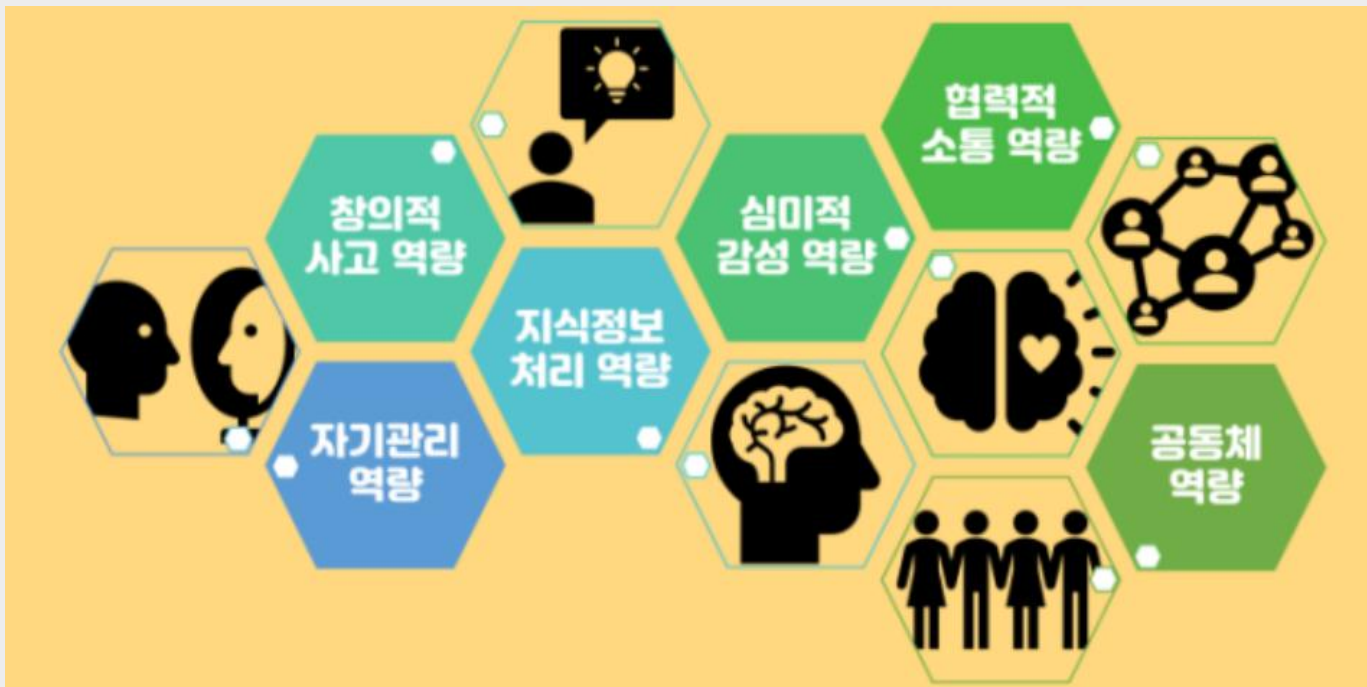 창의적
사고 역량
자기관리
역량
지식정보
처리 역량
심미적
감성 역량
협력적
소통 역량
공동체
역량